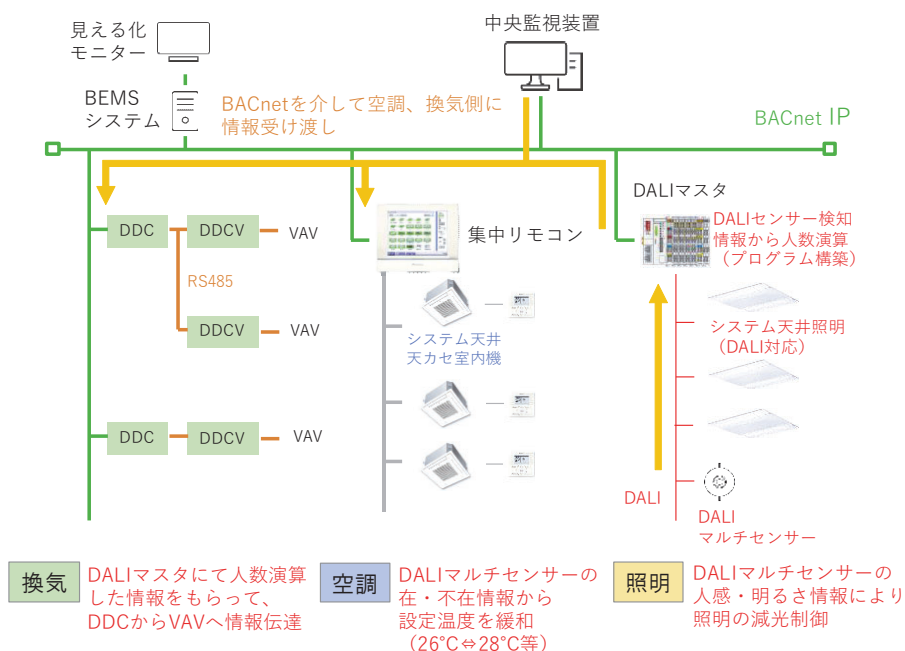 見える化
モニター
中央監視装置
BEMS
システム
BACnetを介して空調、換気側に
情報受け渡し
BACnet IP
DALIマスタ
DDC
DDCV
VAV
集中リモコン
DALIセンサー検知
情報から人数演算
（プログラム構築）
RS485
DDCV
VAV
システム天井
天カセ室内機
システム天井照明
（DALI対応）
DDC
DDCV
VAV
DALI
DALI
マルチセンサー
換気
DALIマスタにて人数演算
した情報をもらって、
DDCからVAVへ情報伝達
空調
DALIマルチセンサーの
在・不在情報から
設定温度を緩和
（26°C⇔28°C等）
照明
DALIマルチセンサーの
人感・明るさ情報により
照明の減光制御